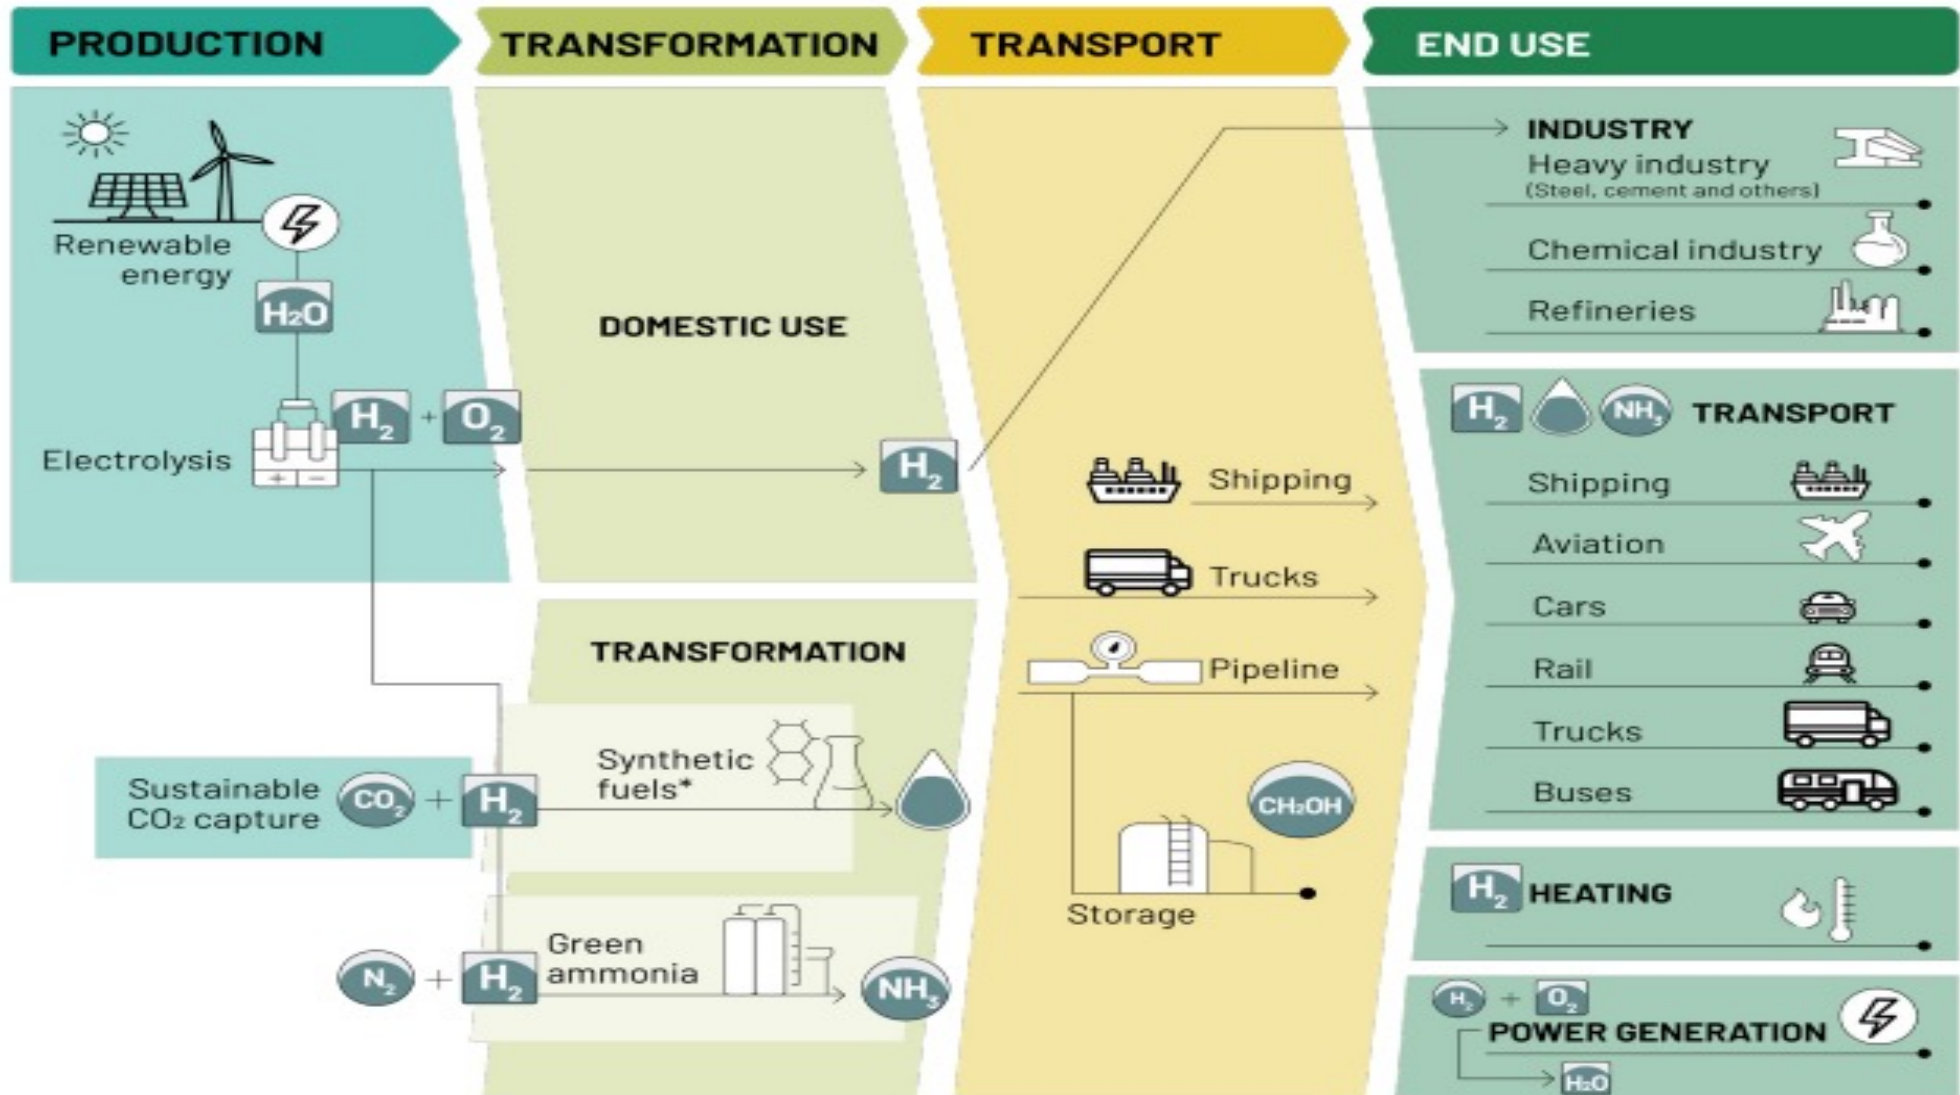 PRODUCTION
TRANSFORMATION
TRANSPORT
END USE
Renewable
energy
H₂O
Electrolysis
H₂ + O₂
DOMESTIC USE
H₂
TRANSFORMATION
Sustainable
CO₂ capture
CO₂ + H₂
Synthetic
fuels*
N₂ + H₂
Green
ammonia
NH₃
Shipping
Trucks
Pipeline
CH₂OH
Storage
INDUSTRY
Heavy industry
(Steel, cement and others)
Chemical industry
Refineries
H₂ NH₃ TRANSPORT
Shipping
Aviation
Cars
Rail
Trucks
Buses
H₂ HEATING
H₂ + O₂
POWER GENERATION
H₂O